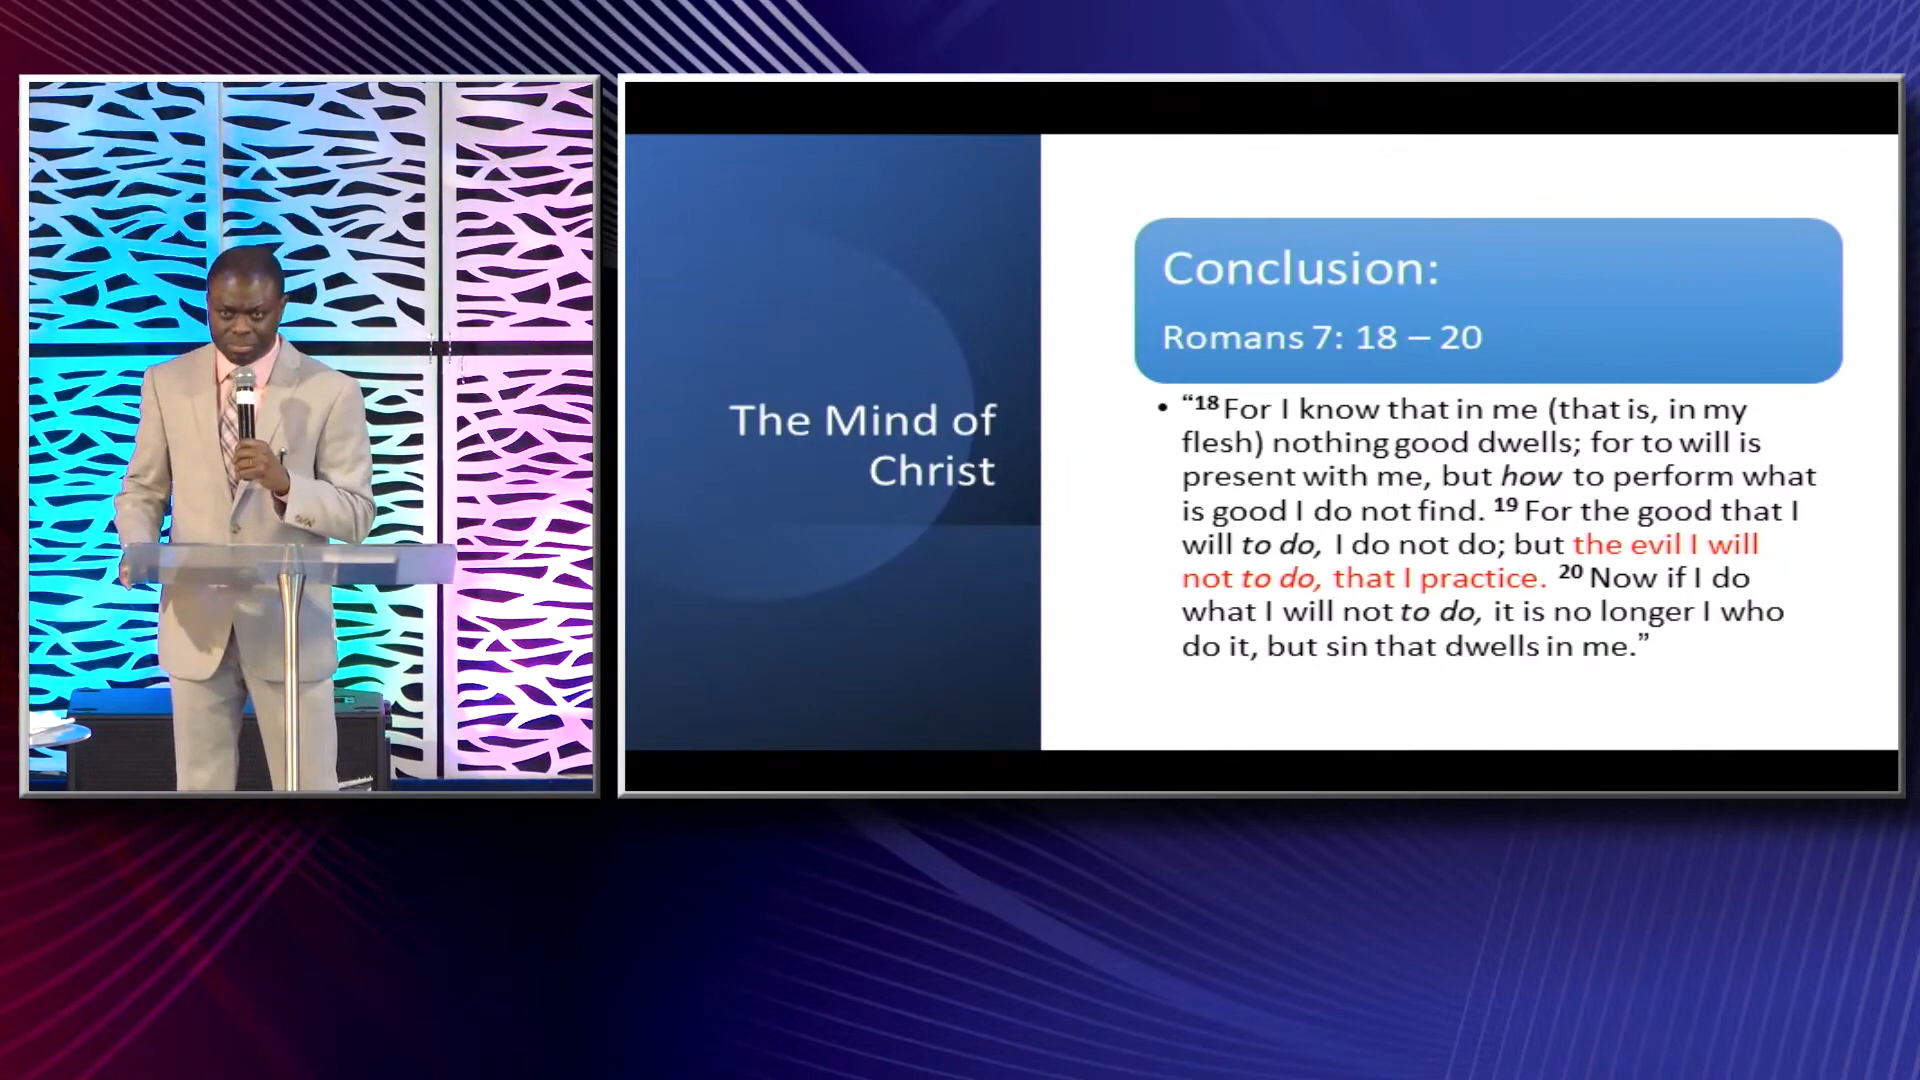 The Mind of
Christ
Conclusion:
Romans 7: 18 – 20
• “18 For I know that in me (that is, in my
flesh) nothing good dwells; for to will is
present with me, but how to perform what
is good I do not find. 19 For the good that I
will to do, I do not do; but the evil I will
not to do, that I practice. 20 Now if I do
what I will not to do, it is no longer I who
do it, but sin that dwells in me.”